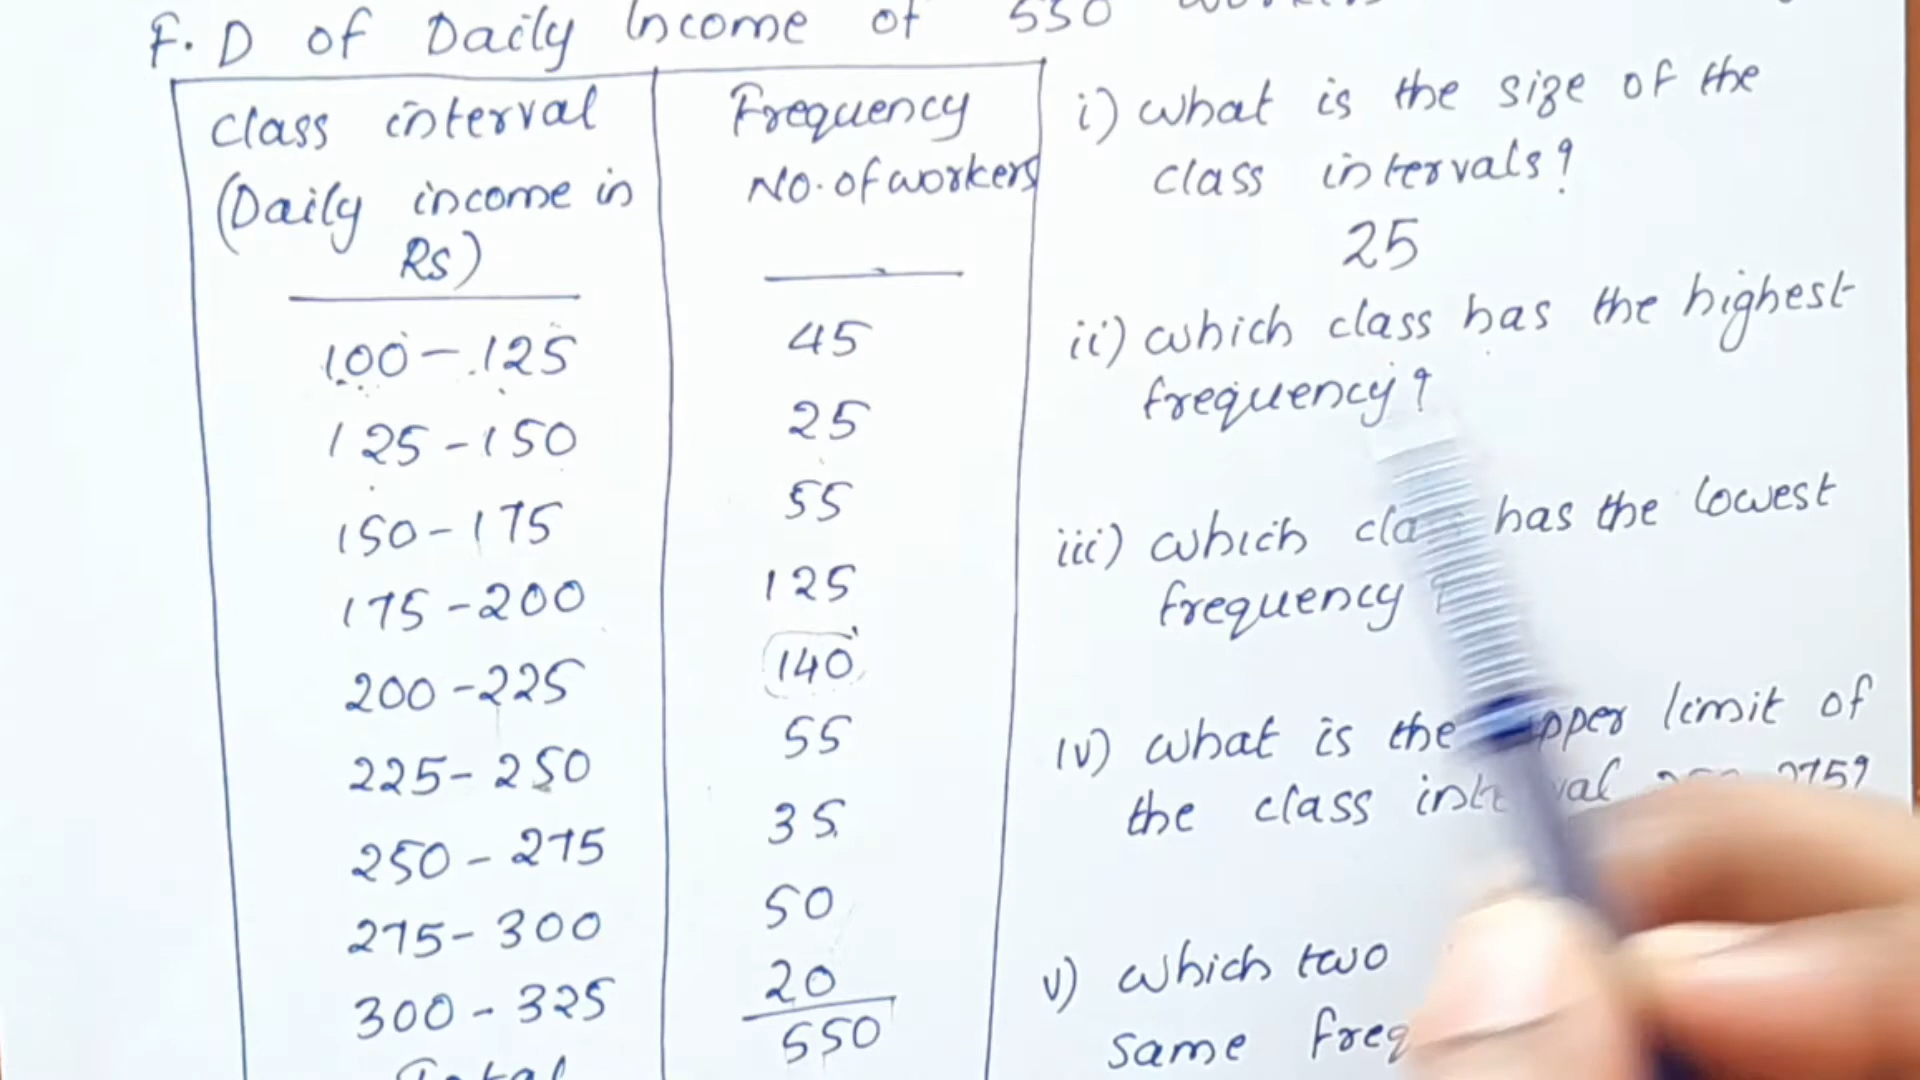 F.D of Daily Income of 550
Class interval
(Daily income in
Rs)
Frequency
No. of workers
100 - 125 45
125 - 150 25
150 - 175 55
175 - 200 125
200 - 225 140
225 - 250 55
250 - 275 35
275 - 300 50
300 - 325 20
Total 550
i) what is the size of the
class intervals?
25
ii) which class has the highest
frequency?
iii) which has the lowest
frequency
iv) what is the limit of
the class
v) which two
same